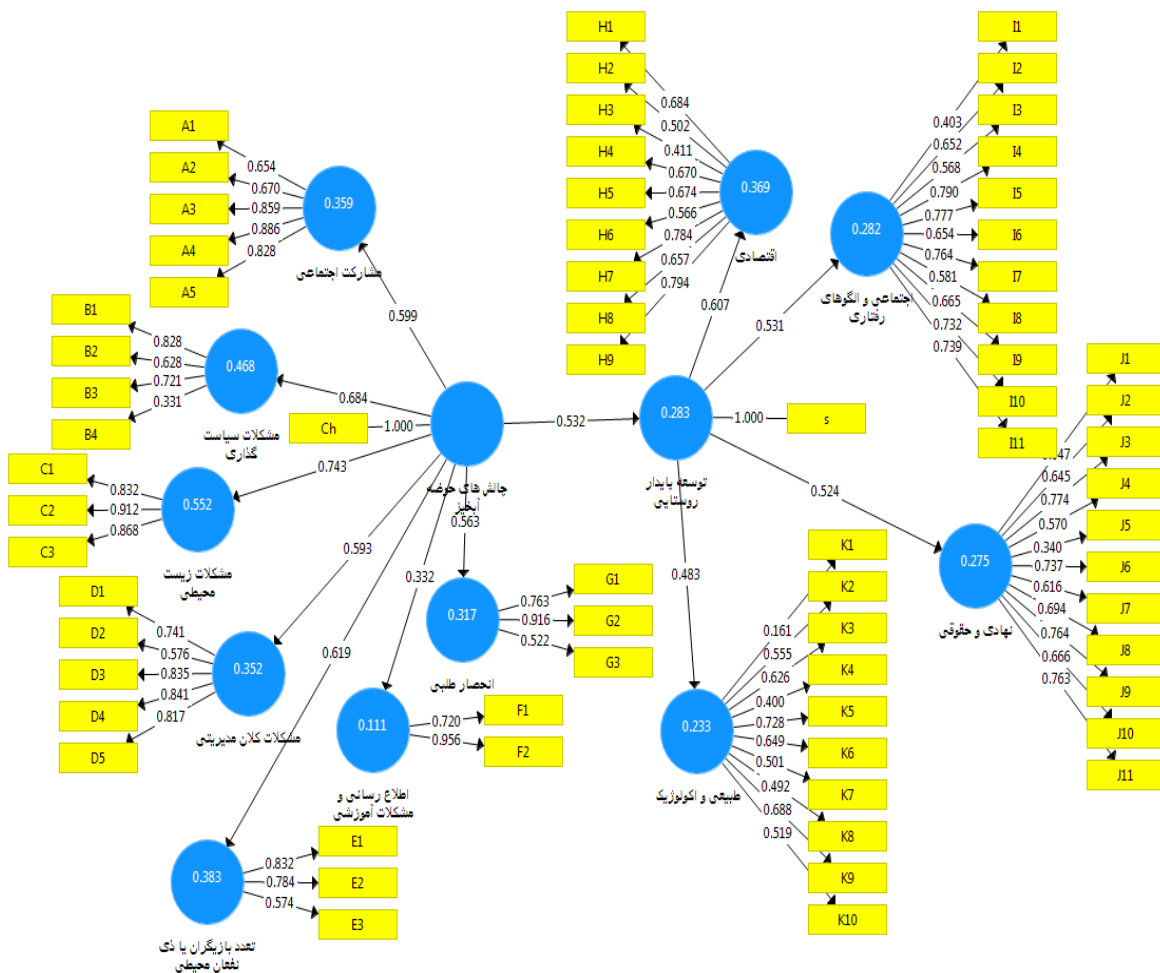 H1
H2
H3
H4
H5
H6
H7
H8
H9
0.684
0.502
0.411
0.670
0.674
0.566
0.784
0.657
0.794
0.369
اقتصادی
0.607
I1
I2
I3
I4
I5
I6
I7
I8
I9
I10
I11
0.403
0.652
0.568
0.790
0.777
0.654
0.764
0.581
0.665
0.732
0.739
0.282
اجتماعی و الگوهای
رفتاری
0.531
A1
A2
A3
A4
A5
0.654
0.670
0.859
0.886
0.828
0.359
مشارکت اجتماعی
0.599
B1
B2
B3
B4
0.828
0.628
0.721
0.331
0.468
مشکلات سیاست
گذاری
0.684
Ch
1.000
چالش های حوضه
آبخیز
0.532
0.283
توسعه پایدار
روستایی
1.000
s
C1
C2
C3
0.832
0.912
0.868
0.552
مشکلات زیست
محیطی
0.743
D1
D2
D3
D4
D5
0.741
0.576
0.835
0.841
0.817
0.352
مشکلات کلان مدیریتی
0.593
0.563
0.317
انحصار طلبی
0.763
0.916
0.522
G1
G2
G3
0.332
0.111
اطلاع رسانی و
مشکلات آموزشی
0.720
0.956
F1
F2
0.619
0.383
تعدد بازیگران یا ذی
نفعان محیطی
0.832
0.784
0.574
E1
E2
E3
0.483
0.233
طبیعی و اکولوژیک
K1
K2
K3
K4
K5
K6
K7
K8
K9
K10
0.161
0.555
0.626
0.400
0.728
0.649
0.501
0.492
0.688
0.519
0.524
0.275
نهادی و حقوقی
J1
J2
J3
J4
J5
J6
J7
J8
J9
J10
J11
0.645
0.774
0.570
0.340
0.737
0.616
0.694
0.764
0.666
0.763